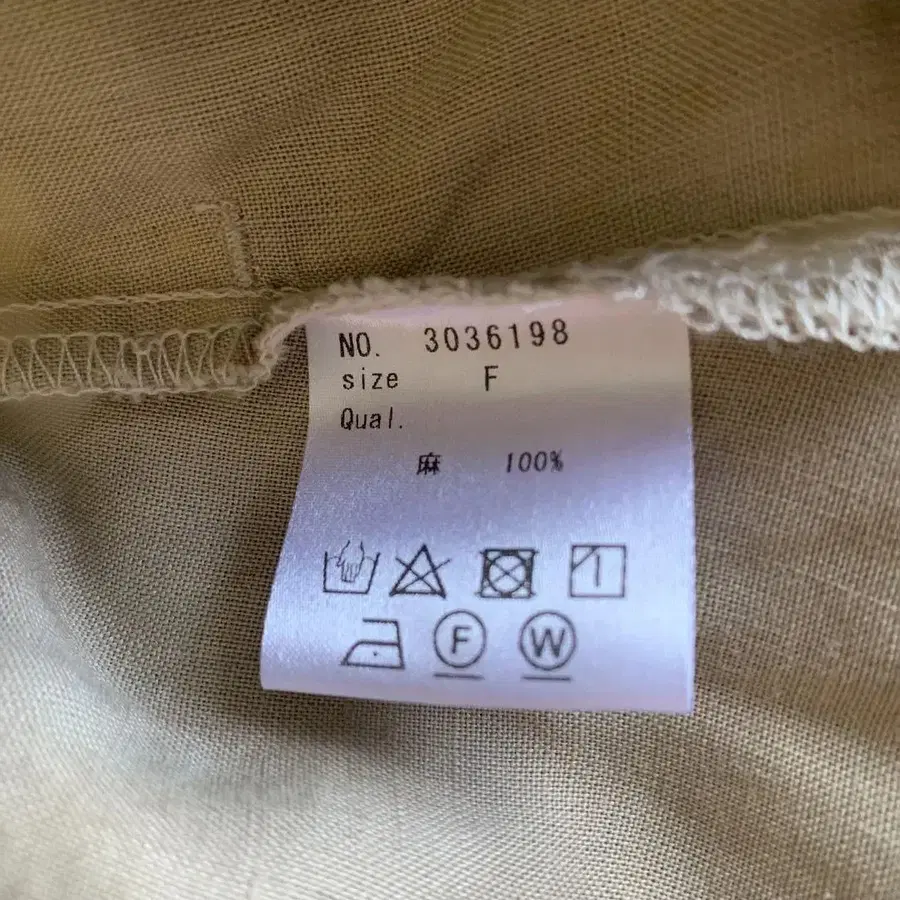 NO. 3036198
size F
Qual.
麻 100%
F W